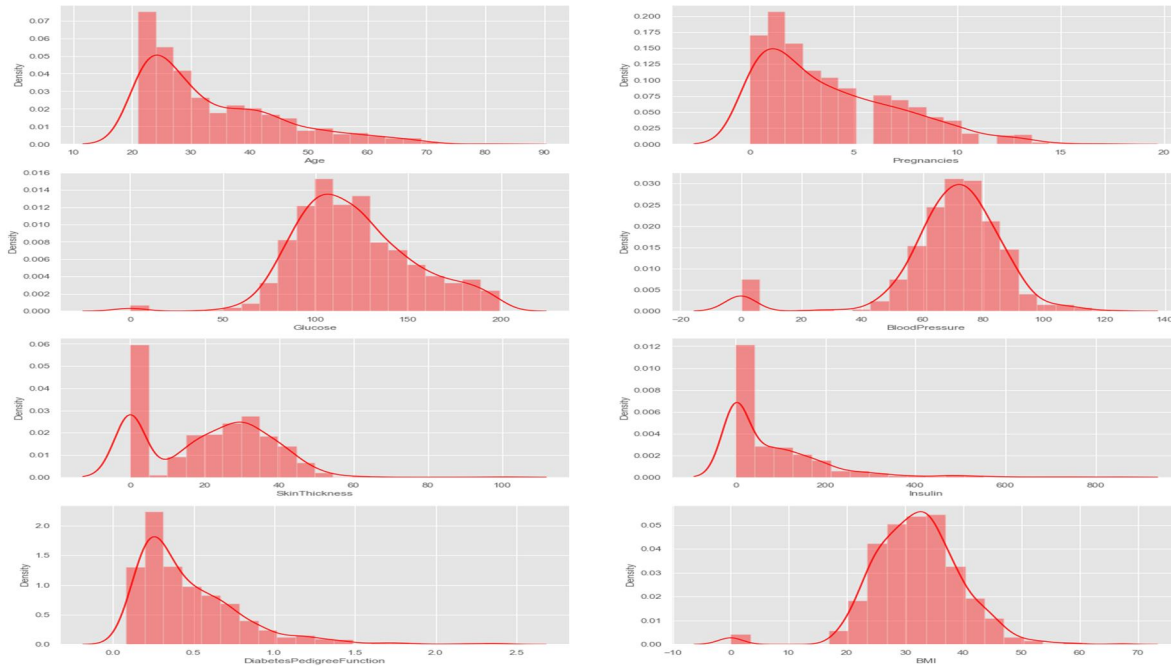 Density
0.07
0.06
0.05
0.04
0.03
0.02
0.01
0.00
10 20 30 40 50 60 70 80 90
Age
Density
0.200
0.175
0.150
0.125
0.100
0.075
0.050
0.025
0.000
0 5 10 15 20
Pregnancies
Density
0.016
0.014
0.012
0.010
0.008
0.006
0.004
0.002
0.000
0 50 100 150 200
Glucose
Density
0.030
0.025
0.020
0.015
0.010
0.005
0.000
−20 0 20 40 60 80 100 120 140
BloodPressure
Density
0.06
0.05
0.04
0.03
0.02
0.01
0.00
0 20 40 60 80 100
SkinThickness
Density
0.012
0.010
0.008
0.006
0.004
0.002
0.000
0 200 400 600 800
Insulin
Density
2.0
1.5
1.0
0.5
0.0
0.0 0.5 1.0 1.5 2.0 2.5
DiabetesPedigreeFunction
Density
0.05
0.04
0.03
0.02
0.01
0.00
−10 0 10 20 30 40 50 60 70
BMI